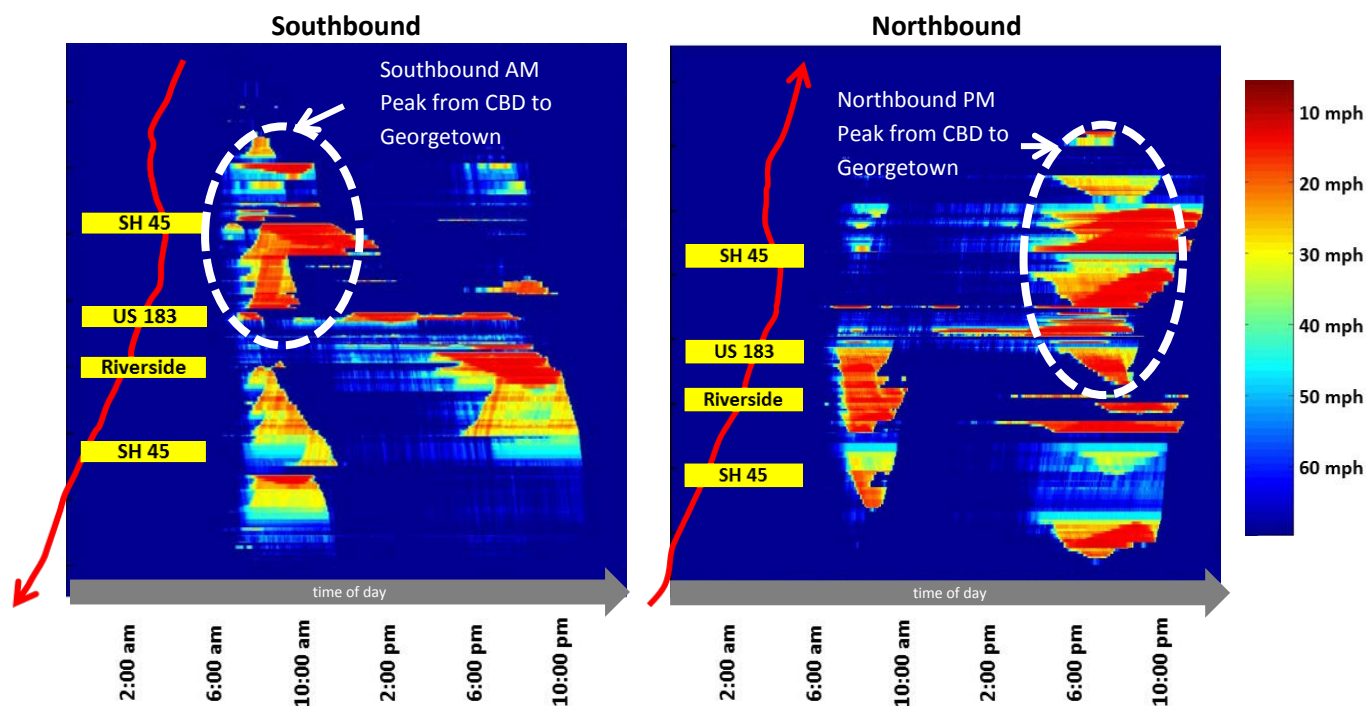 Southbound
Northbound
Southbound AM
Peak from CBD to
Georgetown
SH 45
US 183
Riverside
SH 45
time of day
2:00 am
6:00 am
10:00 am
2:00 pm
6:00 pm
10:00 pm
Northbound PM
Peak from CBD to
Georgetown
SH 45
US 183
Riverside
SH 45
time of day
2:00 am
6:00 am
10:00 am
2:00 pm
6:00 pm
10:00 pm
10 mph
20 mph
30 mph
40 mph
50 mph
60 mph